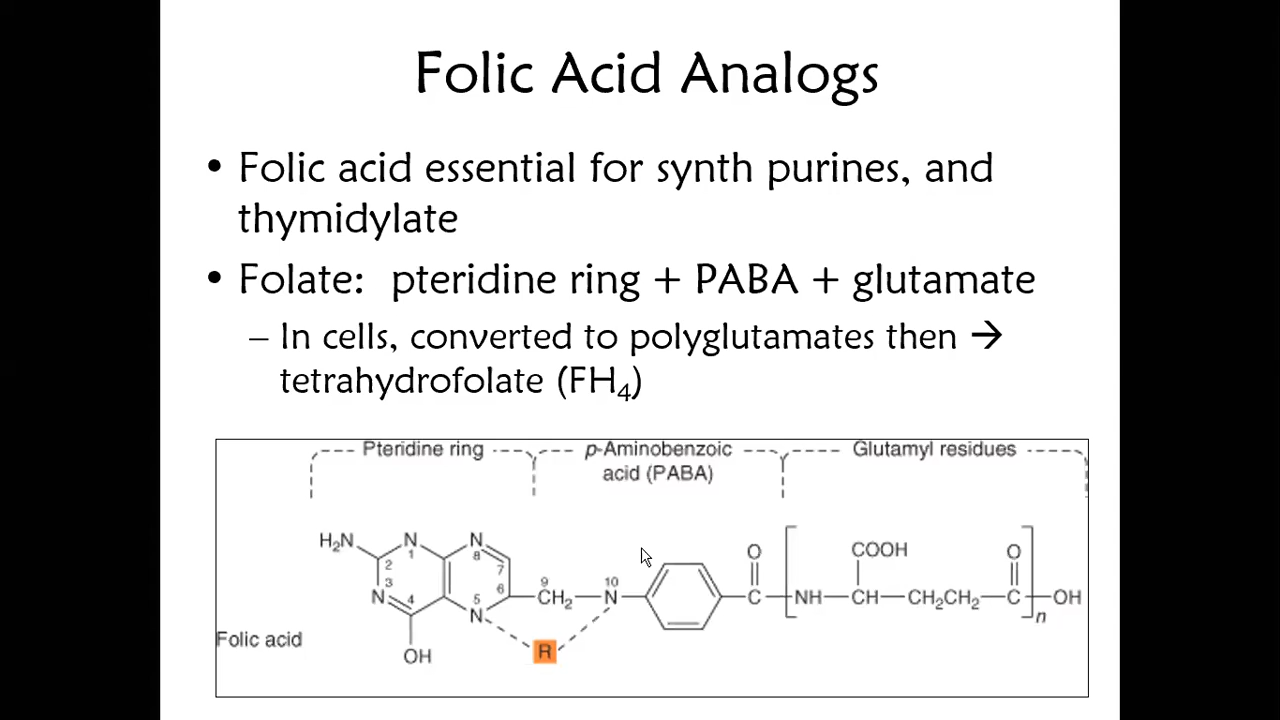 Folic Acid Analogs
• Folic acid essential for synth purines, and
thymidylate
• Folate: pteridine ring + PABA + glutamate
– In cells, converted to polyglutamates then →
tetrahydrofolate (FH₄)
Pteridine ring
p-Aminobenzoic
acid (PABA)
Glutamyl residues
H₂N
N
1
2
3
N
4
N
8
7
6
5
N
9
CH₂
10
N
O
C
NH
COOH
CH
CH₂CH₂
O
C
n
OH
Folic acid
OH
R